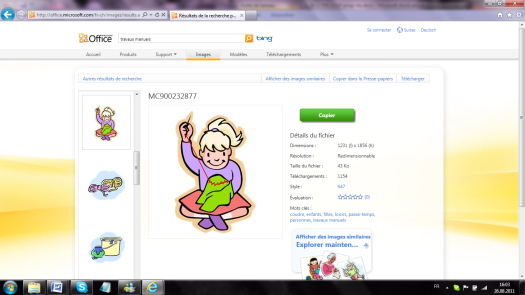 http://office.microsoft.com/fr-ch/images/results.a
Résultats de la recherche p...
Se connecter
Suisse
Deutsch
Office
travaux manuels
bing
Accueil
Produits
Support
Images
Modèles
Téléchargements
Plus
Autres résultats de recherche
Afficher des images similaires
Copier dans le Presse-papiers
Télécharger
MC900232877
Copier
Détails du fichier
Dimensions : 1231 (l) x 1856 (h)
Résolution : Redimensionnable
Taille du fichier : 43 Ko
Téléchargements : 1154
Style : 867
Évaluation : (0)
Mots clés :
coudre, enfants, filles, loisirs, passe-temps,
personnes, travaux manuels
Afficher des images similaires
Explorer mainten...
FR
16:03
26.08.2011